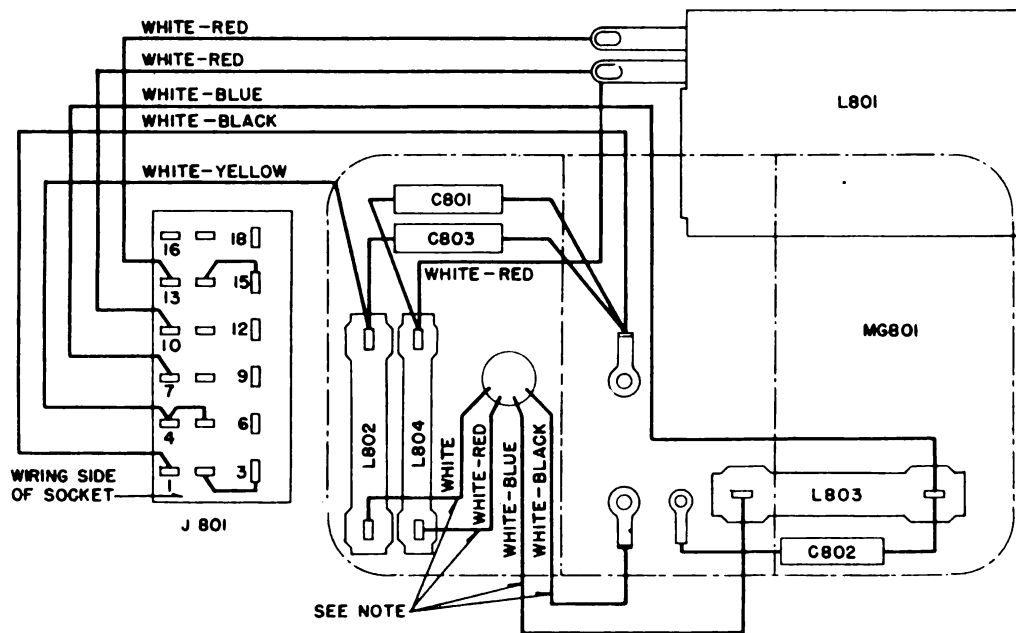 WHITE-RED
WHITE-RED
WHITE-BLUE
WHITE-BLACK
WHITE-YELLOW
L801
C801
C803
WHITE-RED
16
18
13
15
10
12
7
9
4
6
1
3
WIRING SIDE
OF SOCKET
J 801
MG801
L802
L804
WHITE
WHITE-RED
WHITE-BLUE
WHITE-BLACK
L803
C802
SEE NOTE